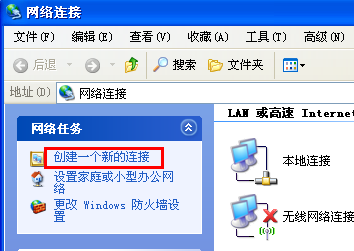 网络连接
文件(F) 编辑(E) 查看(V) 收藏(A) 工具(T) 高级(N)
后退 搜索 文件夹
地址(D) 网络连接
LAN 或高速 Internet
网络任务
创建一个新的连接
设置家庭或小型办公网
络
更改 Windows 防火墙设
置
本地连接
无线网络连接